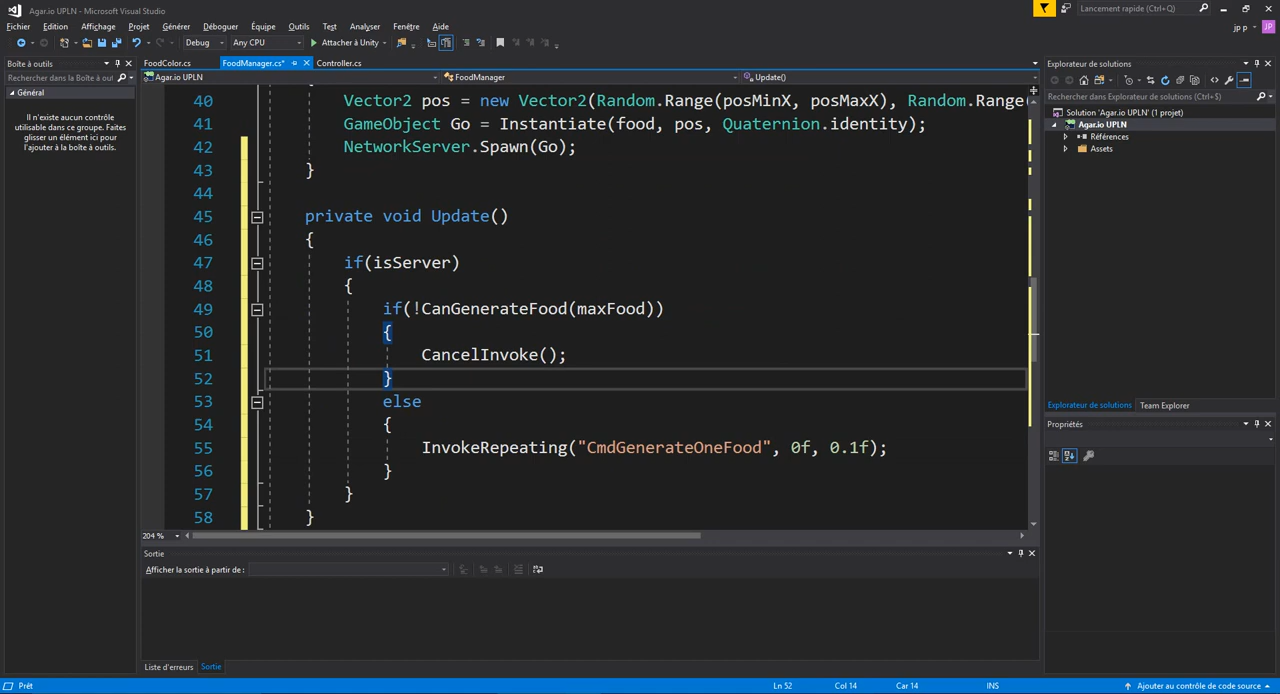 Agar.io UPLN - Microsoft Visual Studio
Lancement rapide (Ctrl+Q)
Fichier Edition Affichage Projet Générer Déboguer Équipe Outils Test Analyser Fenêtre Aide
jp p JP
Debug Any CPU Attacher à Unity
Boîte à outils
FoodColor.cs FoodManager.cs* Controller.cs
Explorateur de solutions
Rechercher dans la Boîte à outi
Agar.io UPLN FoodManager Update()
Général
Il n'existe aucun contrôle
utilisable dans ce groupe. Faites
glisser un élément ici pour
l'ajouter à la boîte à outils.
40 Vector2 pos = new Vector2(Random.Range(posMinX, posMaxX), Random.Range(
41 GameObject Go = Instantiate(food, pos, Quaternion.identity);
42 NetworkServer.Spawn(Go);
43 }
44
45 private void Update()
46 {
47 if(isServer)
48 {
49 if(!CanGenerateFood(maxFood))
50 {
51 CancelInvoke();
52 }
53 else
54 {
55 InvokeRepeating("CmdGenerateOneFood", 0f, 0.1f);
56 }
57 }
58 }
204 %
Rechercher dans Explorateur de solutions (Ctrl+$)
Solution 'Agar.io UPLN' (1 projet)
Agar.io UPLN
Références
Assets
Explorateur de solutions Team Explorer
Propriétés
Sortie
Afficher la sortie à partir de :
Liste d'erreurs Sortie
Prêt Ln 52 Col 14 Car 14 INS Ajouter au contrôle de code source